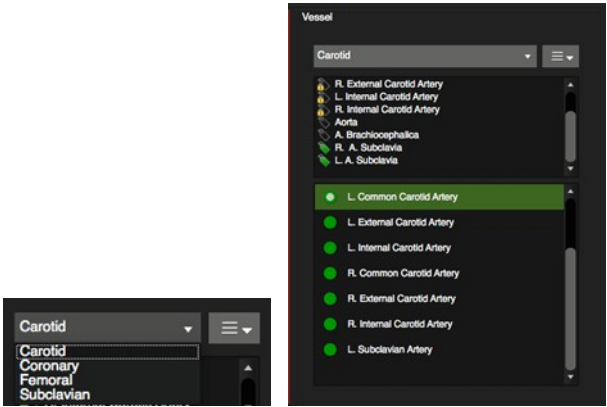 Carotid
Carotid
Coronary
Femoral
Subclavian
Vessel
Carotid
R. External Carotid Artery
L. Internal Carotid Artery
R. Internal Carotid Artery
Aorta
A. Brachiocephalica
R. A. Subclavia
L. A. Subclavia
L. Common Carotid Artery
L. External Carotid Artery
L. Internal Carotid Artery
R. Common Carotid Artery
R. External Carotid Artery
R. Internal Carotid Artery
L. Subclavian Artery